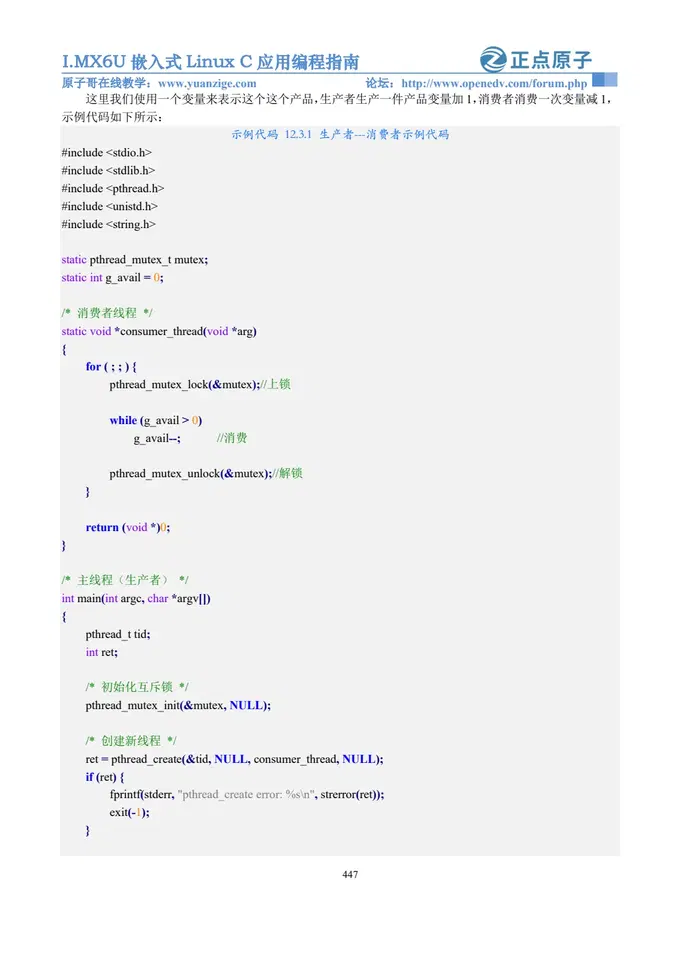 I.MX6U 嵌入式 Linux C 应用编程指南
正点原子
原子哥在线教学：www.yuanzige.com 论坛：http://www.openedv.com/forum.php
这里我们使用一个变量来表示这个这个产品，生产者生产一件产品变量加 1，消费者消费一次变量减 1，
示例代码如下所示：
示例代码 12.3.1 生产者---消费者示例代码
#include <stdio.h>
#include <stdlib.h>
#include <pthread.h>
#include <unistd.h>
#include <string.h>
static pthread_mutex_t mutex;
static int g_avail = 0;
/* 消费者线程 */
static void *consumer_thread(void *arg)
{
for ( ; ; ) {
pthread_mutex_lock(&mutex);//上锁
while (g_avail > 0)
g_avail--; //消费
pthread_mutex_unlock(&mutex);//解锁
}
return (void *)0;
}
/* 主线程（生产者） */
int main(int argc, char *argv[])
{
pthread_t tid;
int ret;
/* 初始化互斥锁 */
pthread_mutex_init(&mutex, NULL);
/* 创建新线程 */
ret = pthread_create(&tid, NULL, consumer_thread, NULL);
if (ret) {
fprintf(stderr, "pthread_create error: %s\n", strerror(ret));
exit(-1);
}
447